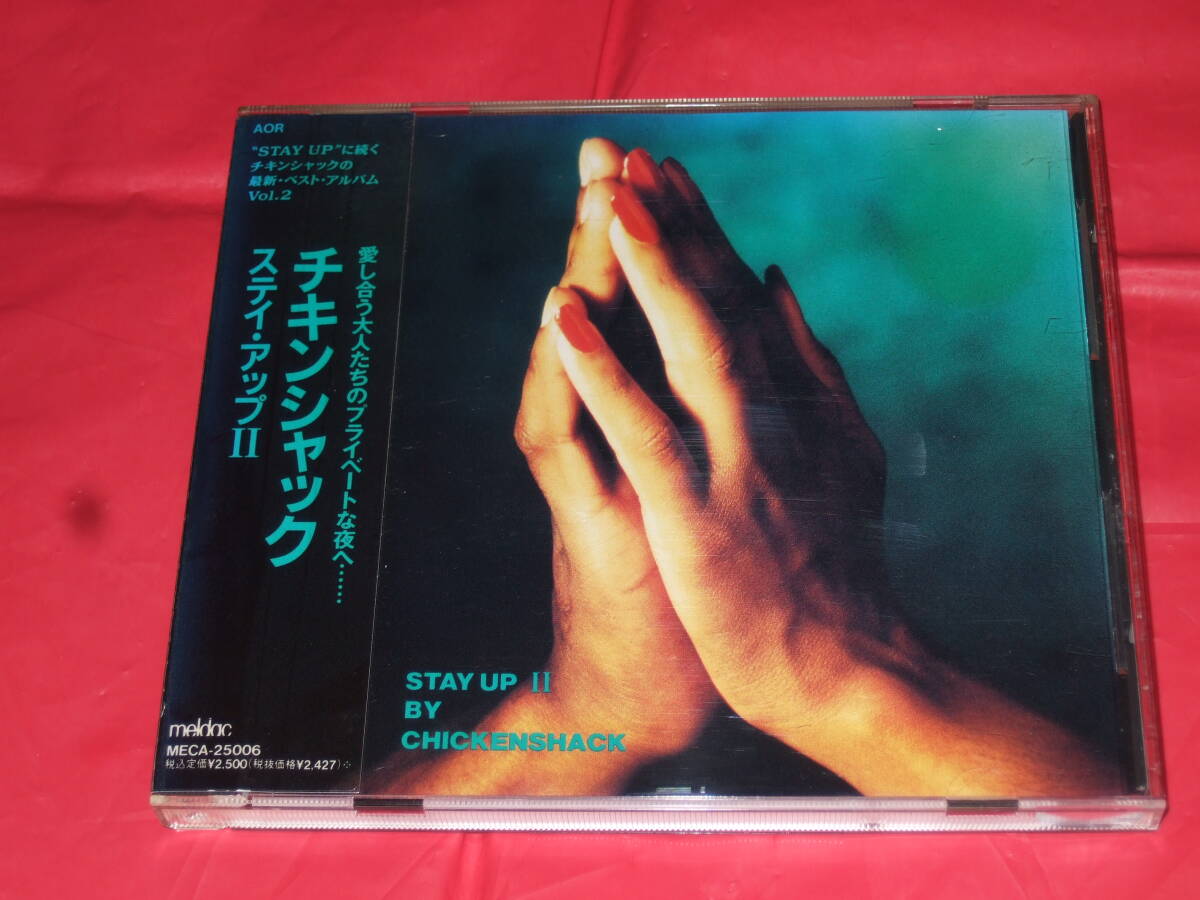 AOR
"STAY UP"に続く
チキンシャックの
最新・ベスト・アルバム
Vol.2
愛し合う大人たちのプライベートな夜へ……
チキンシャック
ステイ・アップII
meldac
MECA-25006
税込定価¥2,500(税抜価格¥2,427)
STAY UP II
BY
CHICKENSHACK